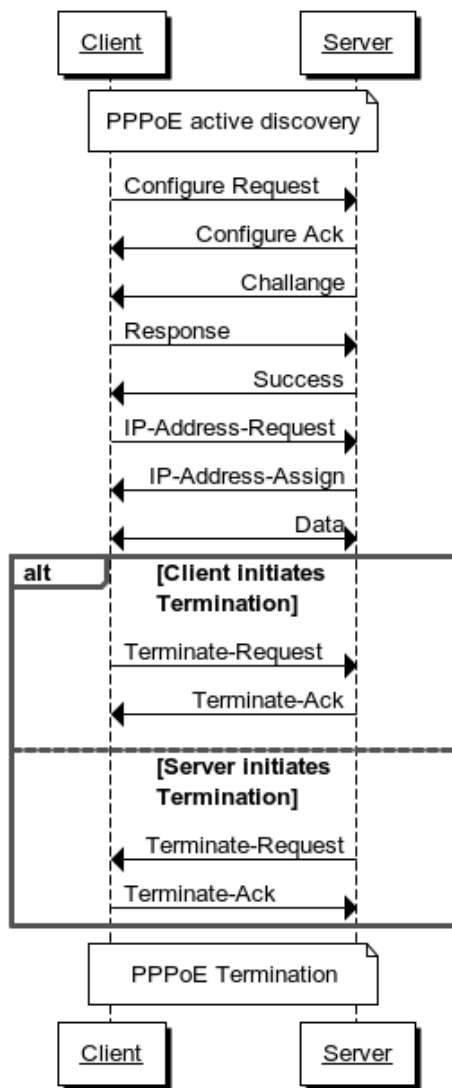 Client Server
PPPoE active discovery
Configure Request
Configure Ack
Challange
Response
Success
IP-Address-Request
IP-Address-Assign
Data
alt [Client initiates
Termination]
Terminate-Request
Terminate-Ack
[Server initiates
Termination]
Terminate-Request
Terminate-Ack
PPPoE Termination
Client Server